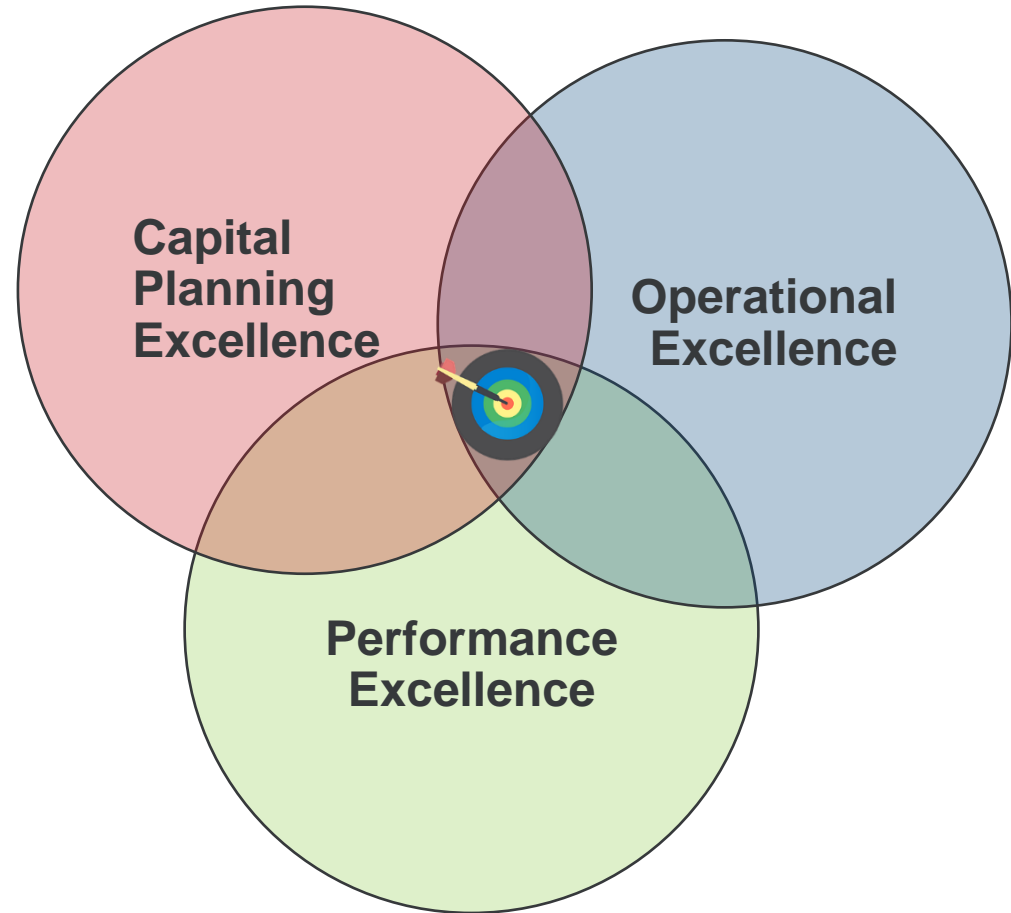 Capital
Planning
Excellence
Operational
Excellence
Performance
Excellence